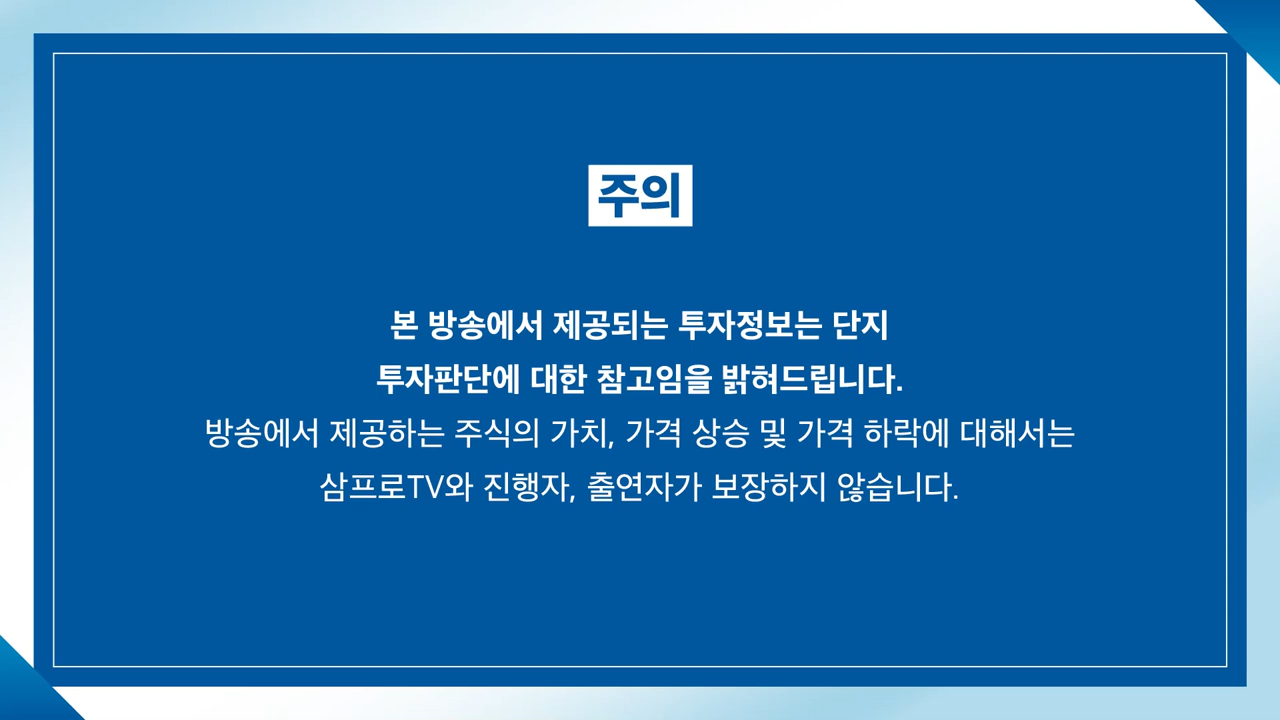 주의
본 방송에서 제공되는 투자정보는 단지
투자판단에 대한 참고임을 밝혀드립니다.
방송에서 제공하는 주식의 가치, 가격 상승 및 가격 하락에 대해서는
삼프로TV와 진행자, 출연자가 보장하지 않습니다.